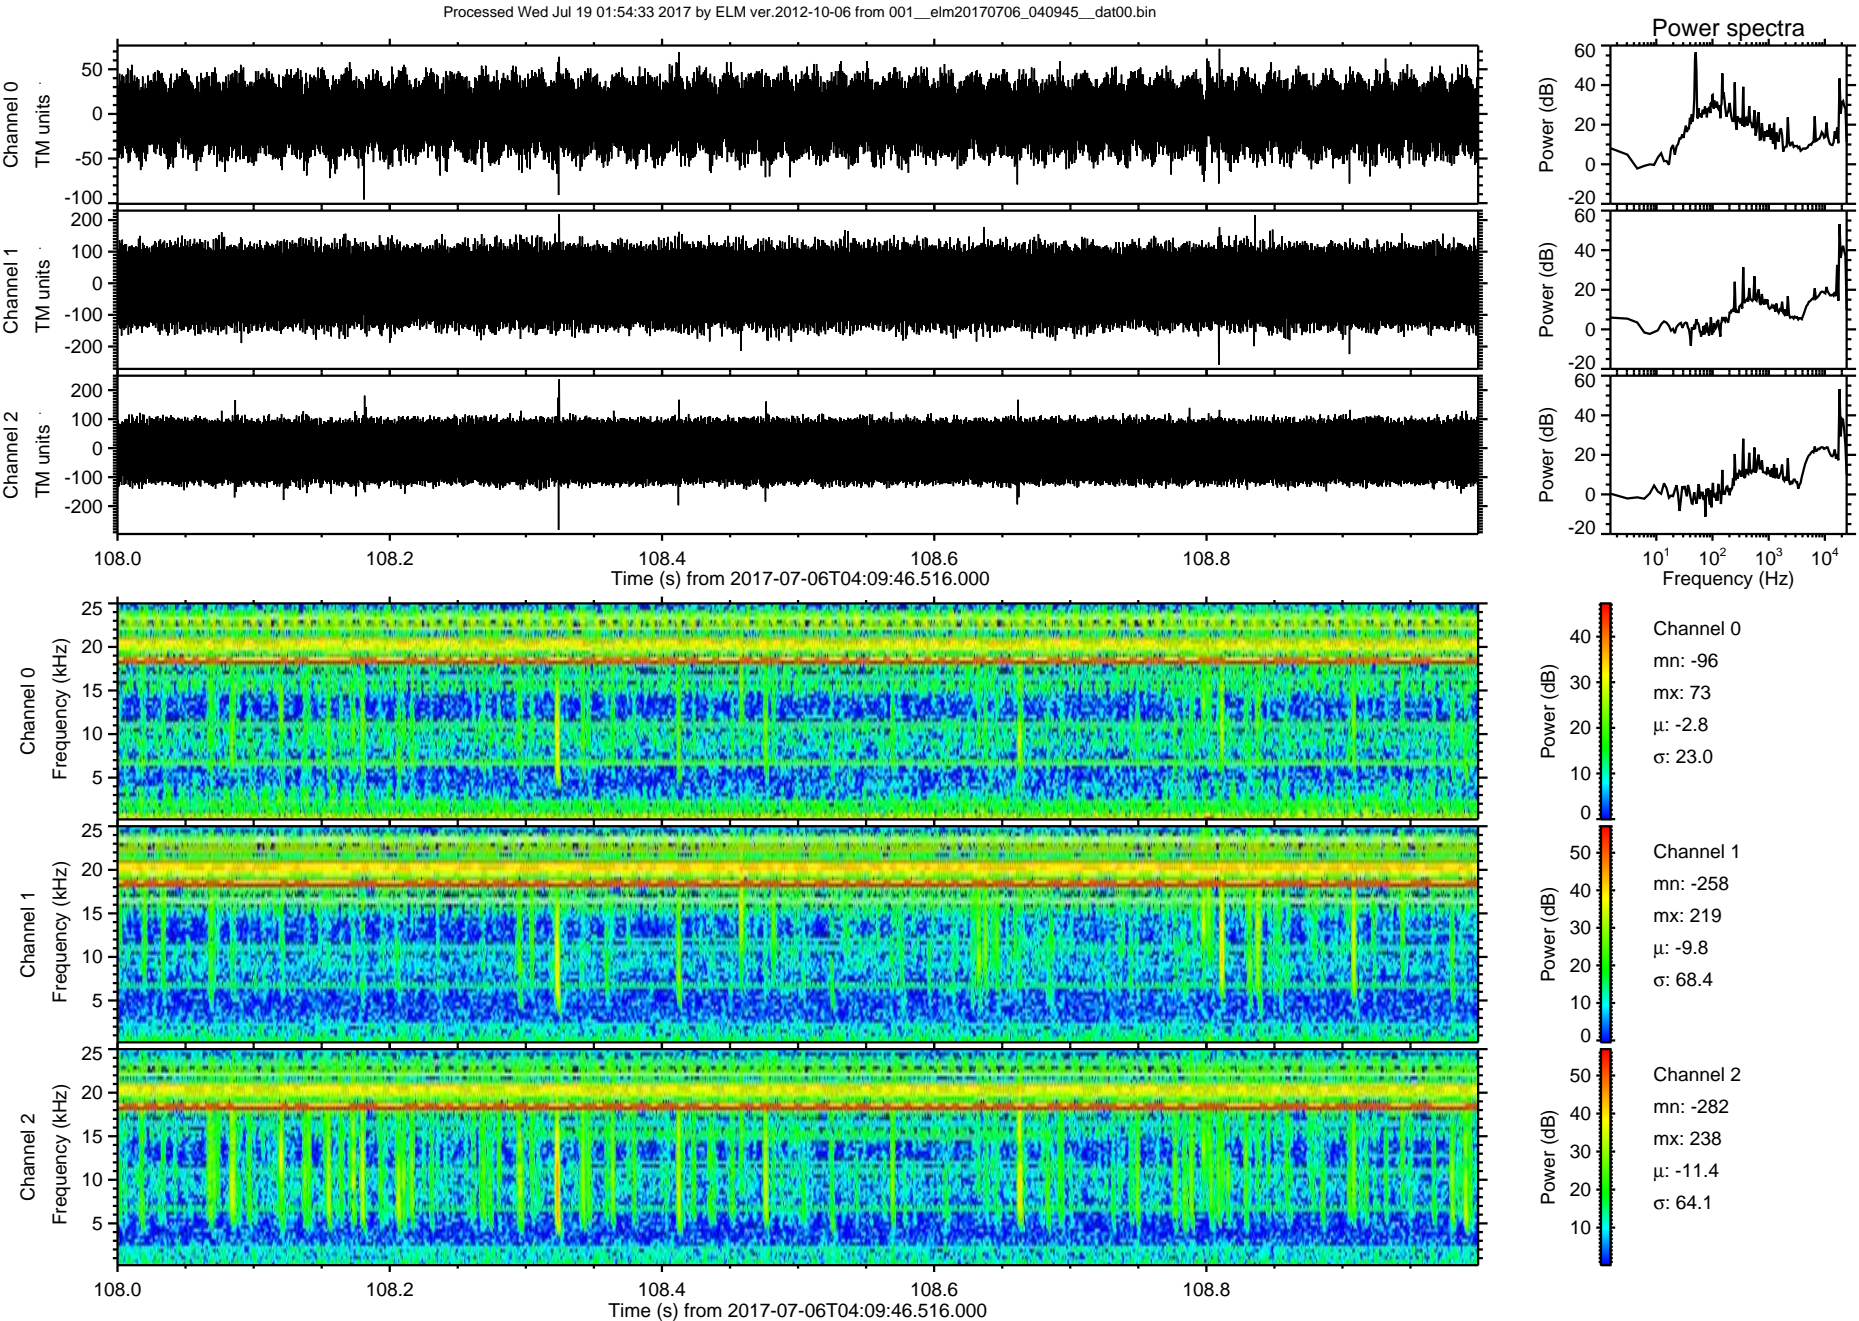 Processed Wed Jul 19 01:54:33 2017 by ELM ver.2012-10-06 from 001__elm20170706_040945__dat00.bin
Power spectra
Channel 0
TM units
50
0
-50
-100
Power (dB)
60
40
20
0
-20
Channel 1
TM units
200
100
0
-100
-200
Power (dB)
60
40
20
0
-20
Channel 2
TM units
200
100
0
-100
-200
Power (dB)
60
40
20
0
-20
108.0 108.2 108.4 108.6 108.8
Time (s) from 2017-07-06T04:09:46.516.000
10¹ 10² 10³ 10⁴
Frequency (Hz)
Channel 0
Frequency (kHz)
25
20
15
10
5
Power (dB)
40
30
20
10
0
Channel 0
mn: -96
mx: 73
μ: -2.8
σ: 23.0
Channel 1
Frequency (kHz)
25
20
15
10
5
Power (dB)
50
40
30
20
10
0
Channel 1
mn: -258
mx: 219
μ: -9.8
σ: 68.4
Channel 2
Frequency (kHz)
25
20
15
10
5
Power (dB)
50
40
30
20
10
Channel 2
mn: -282
mx: 238
μ: -11.4
σ: 64.1
108.0 108.2 108.4 108.6 108.8
Time (s) from 2017-07-06T04:09:46.516.000